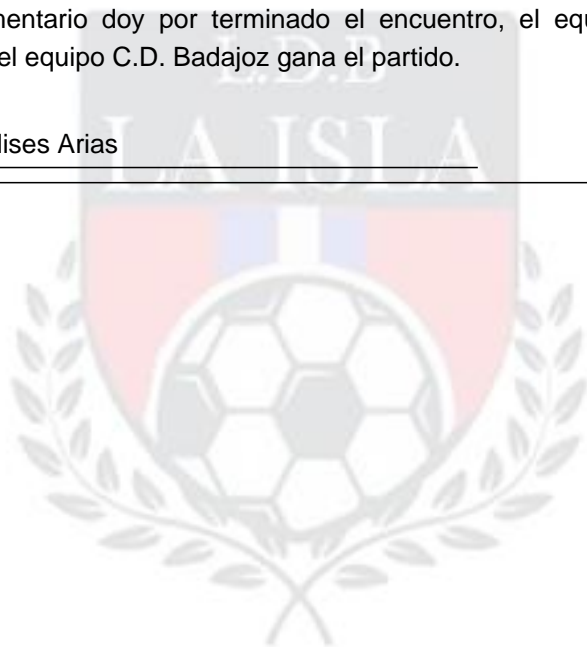 mentario doy por terminado el encuentro, el equ
el equipo C.D. Badajoz gana el partido.
L.D.B
lises Arias
LA ISLA